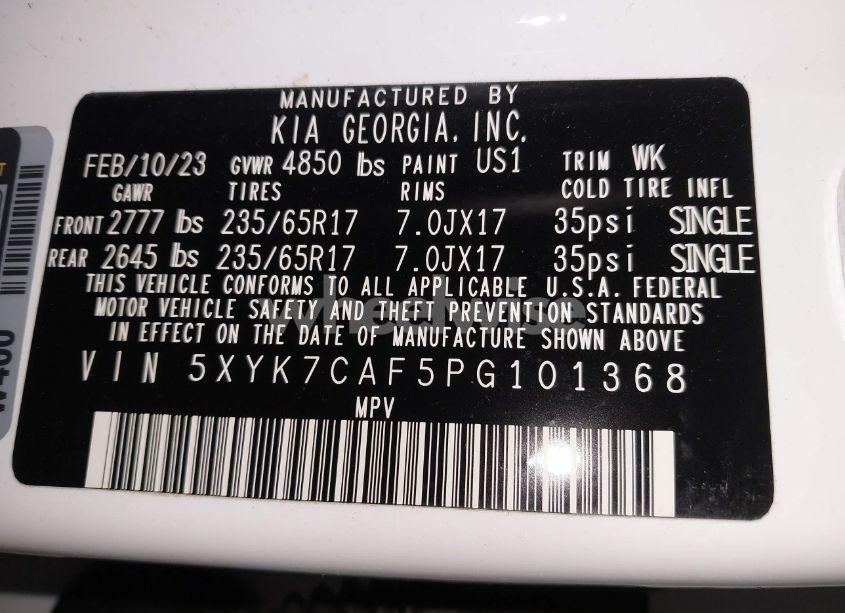 MANUFACTURED BY
KIA GEORGIA, INC.
FEB/10/23 GVWR 4850 lbs PAINT US1 TRIM WK
GAWR TIRES RIMS COLD TIRE INFL
FRONT 2777 lbs 235/65R17 7.0JX17 35psi SINGLE
REAR 2645 lbs 235/65R17 7.0JX17 35psi SINGLE
THIS VEHICLE CONFORMS TO ALL APPLICABLE U.S.A. FEDERAL
MOTOR VEHICLE SAFETY AND THEFT PREVENTION STANDARDS
IN EFFECT ON THE DATE OF MANUFACTURE SHOWN ABOVE
VIN 5XYK7CAF5PG101368
MPV